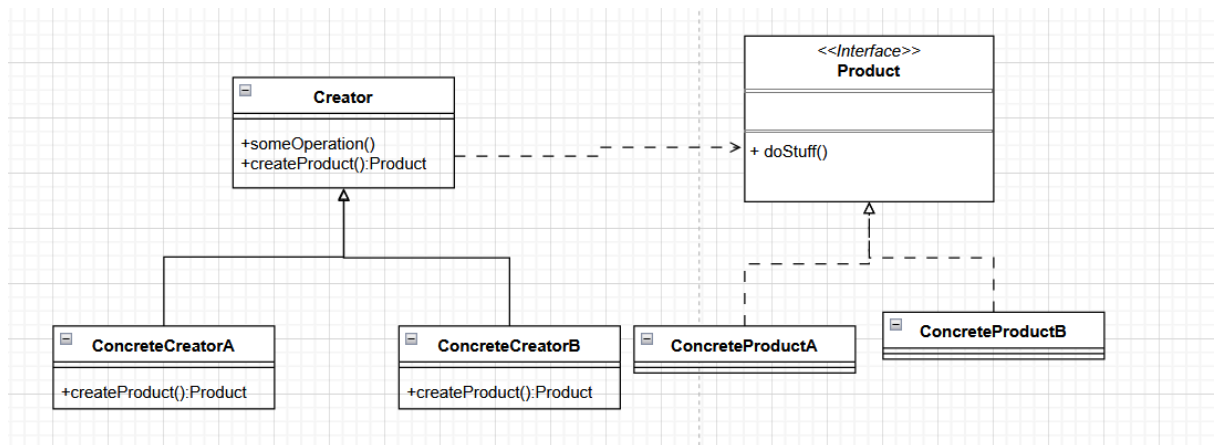 Creator
+someOperation()
+createProduct():Product
<<Interface>>
Product
+ doStuff()
ConcreteCreatorA
+createProduct():Product
ConcreteCreatorB
+createProduct():Product
ConcreteProductA
ConcreteProductB